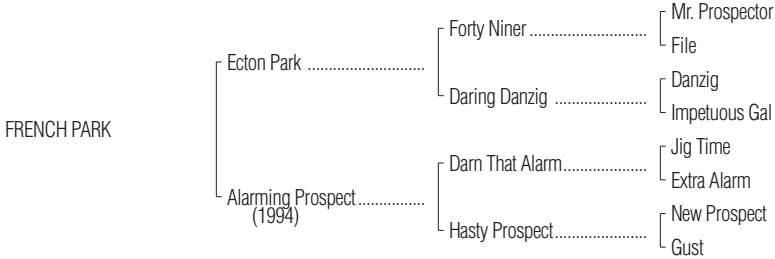 Mr. Prospector
Forty Niner ............................
File
Ecton Park ............................
Danzig
Daring Danzig ......................
Impetuous Gal
FRENCH PARK
Jig Time
Darn That Alarm....................
Extra Alarm
Alarming Prospect ................
(1994)
New Prospect
Hasty Prospect......................
Gust